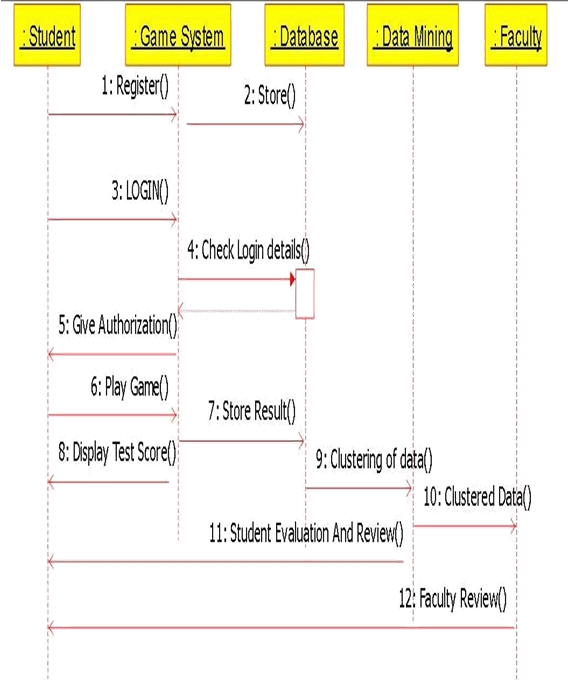 : Student
: Game System
: Database
: Data Mining
: Faculty
1: Register()
2: Store()
3: LOGIN()
4: Check Login details()
5: Give Authorization()
6: Play Game()
7: Store Result()
8: Display Test Score()
9: Clustering of data()
10: Clustered Data()
11: Student Evaluation And Review()
12: Faculty Review()